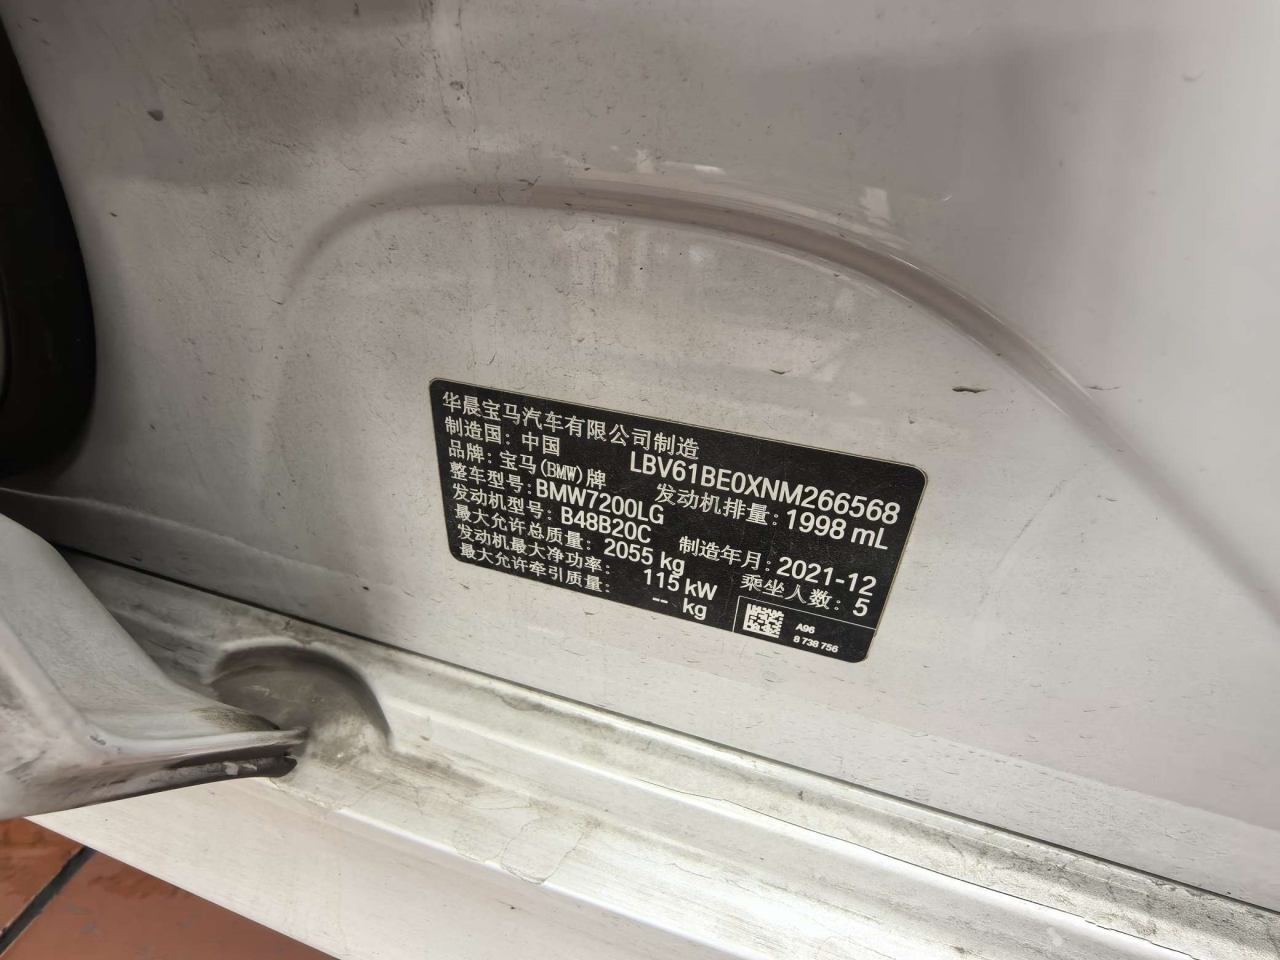 华晨宝马汽车有限公司制造
制造国：中国
LBV61BE0XNM266568
品牌：宝马(BMW)牌
整车型号：BMW7200LG
发动机排量：1998 mL
发动机型号：B48B20C
制造年月：2021-12
最大允许总质量：2055 kg
乘坐人数：5
发动机最大净功率：115 kW
最大允许牵引质量：-- kg
A96
8 738 756